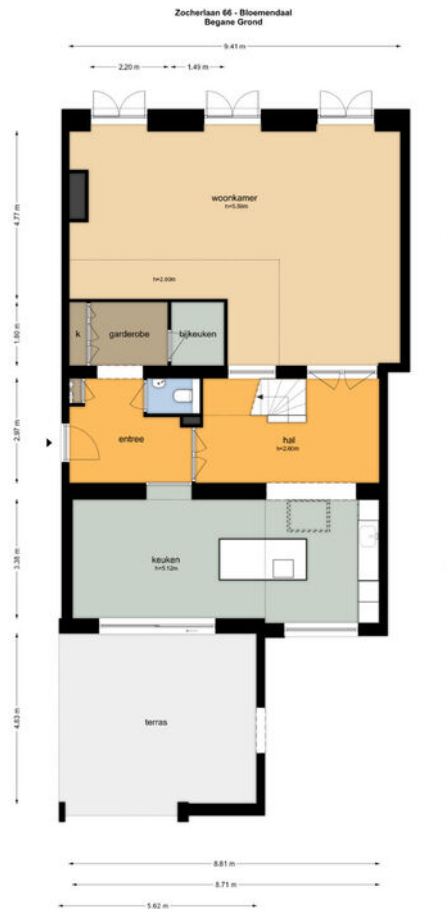 Zocherlaan 66 - Bloemendaal
Begane Grond
9.41 m
2.20 m
1.49 m
4.77 m
woonkamer
h=5.59m
h=2.60m
1.80 m
k
garderobe
bijkeuken
2.97 m
entree
hal
h=2.60m
3.38 m
keuken
h=5.12m
4.83 m
terras
8.81 m
8.71 m
5.62 m